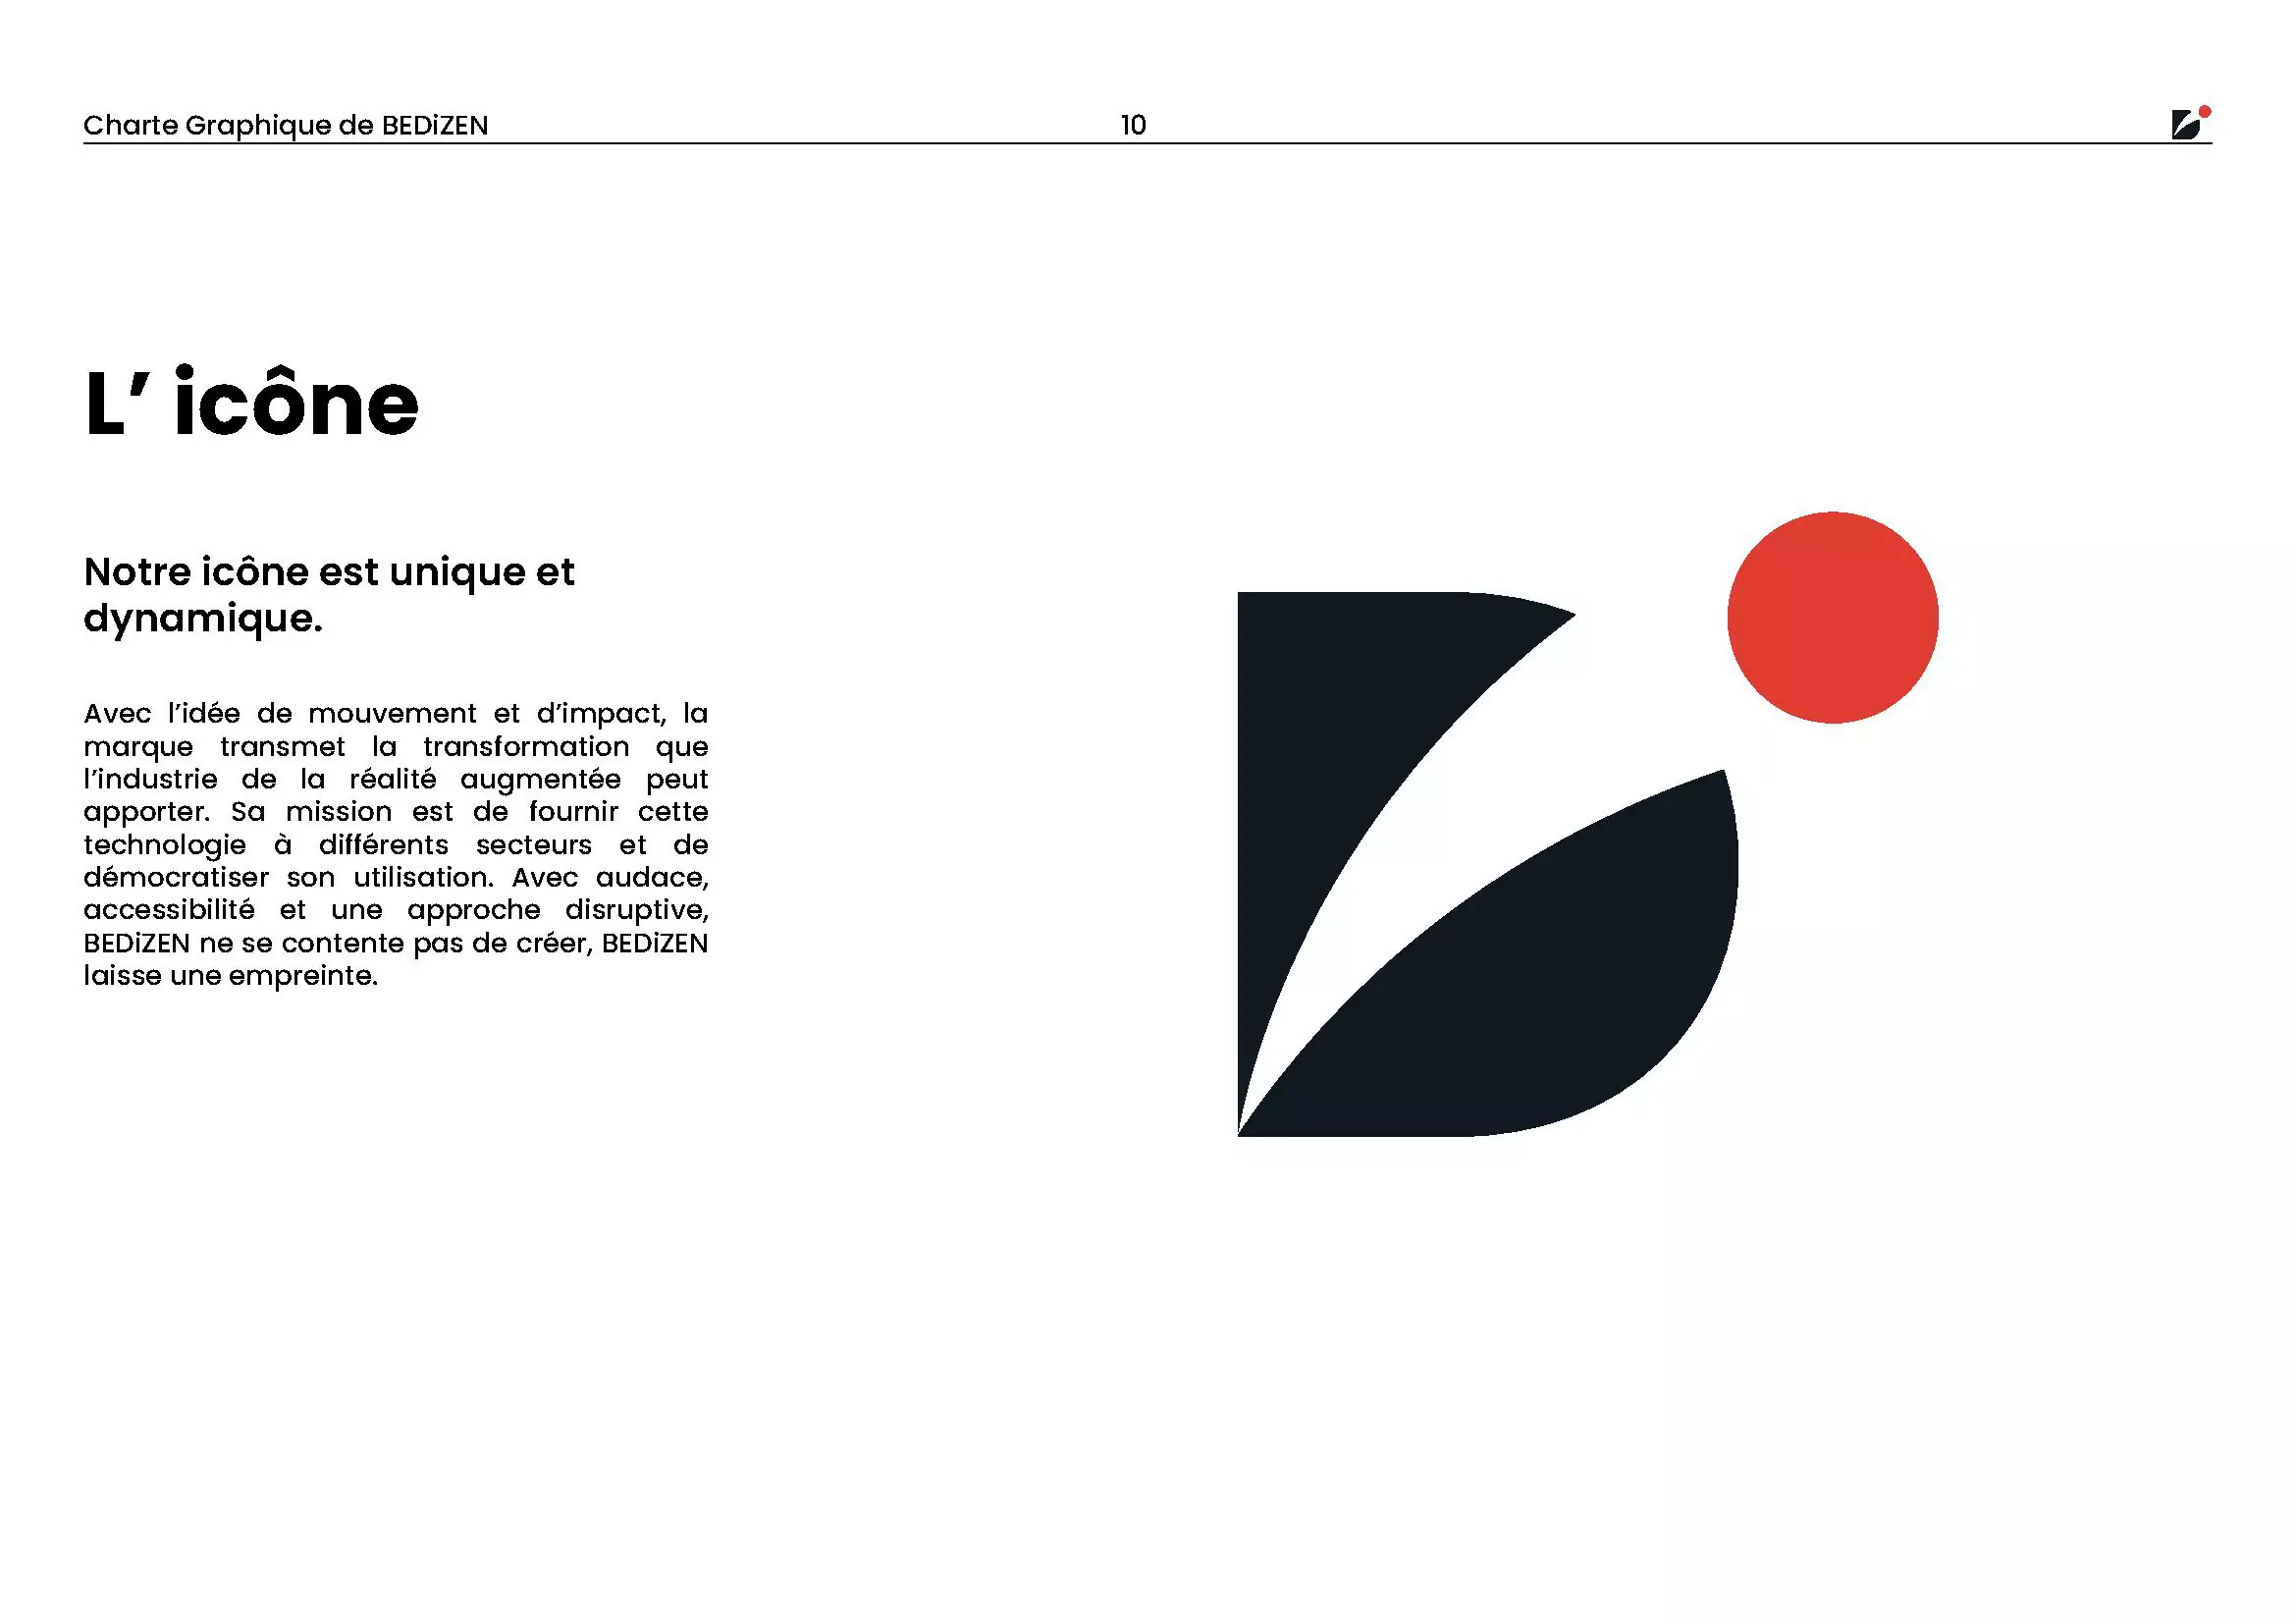 Charte Graphique de BEDiZEN
10
L’ icône
Notre icône est unique et
dynamique.
Avec l’idée de mouvement et d’impact, la
marque transmet la transformation que
l’industrie de la réalité augmentée peut
apporter. Sa mission est de fournir cette
technologie à différents secteurs et de
démocratiser son utilisation. Avec audace,
accessibilité et une approche disruptive,
BEDiZEN ne se contente pas de créer, BEDiZEN
laisse une empreinte.